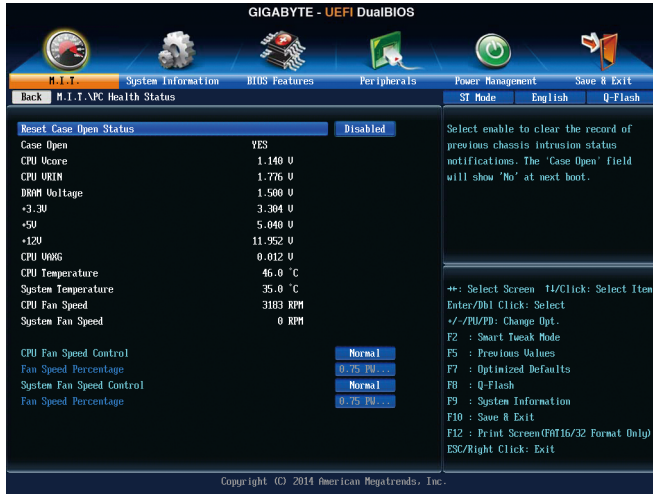 GIGABYTE - UEFI DualBIOS
M.I.T. System Information BIOS Features Peripherals Power Management Save & Exit
Back M.I.T.\PC Health Status ST Mode English Q-Flash
Reset Case Open Status Disabled
Case Open YES
CPU Vcore 1.140 V
CPU VRIN 1.776 V
DRAM Voltage 1.500 V
+3.3V 3.304 V
+5V 5.040 V
+12V 11.952 V
CPU VAXG 0.012 V
CPU Temperature 46.0 °C
System Temperature 35.0 °C
CPU Fan Speed 3183 RPM
System Fan Speed 0 RPM
CPU Fan Speed Control Normal
Fan Speed Percentage 0.75 PW...
System Fan Speed Control Normal
Fan Speed Percentage 0.75 PW...
Select enable to clear the record of
previous chassis intrusion status
notifications. The 'Case Open' field
will show 'No' at next boot.
→←: Select Screen ↑↓/Click: Select Item
Enter/Dbl Click: Select
+/-/PU/PD: Change Opt.
F2 : Smart Tweak Mode
F5 : Previous Values
F7 : Optimized Defaults
F8 : Q-Flash
F9 : System Information
F10 : Save & Exit
F12 : Print Screen(FAT16/32 Format Only)
ESC/Right Click: Exit
Copyright (C) 2014 American Megatrends, Inc.